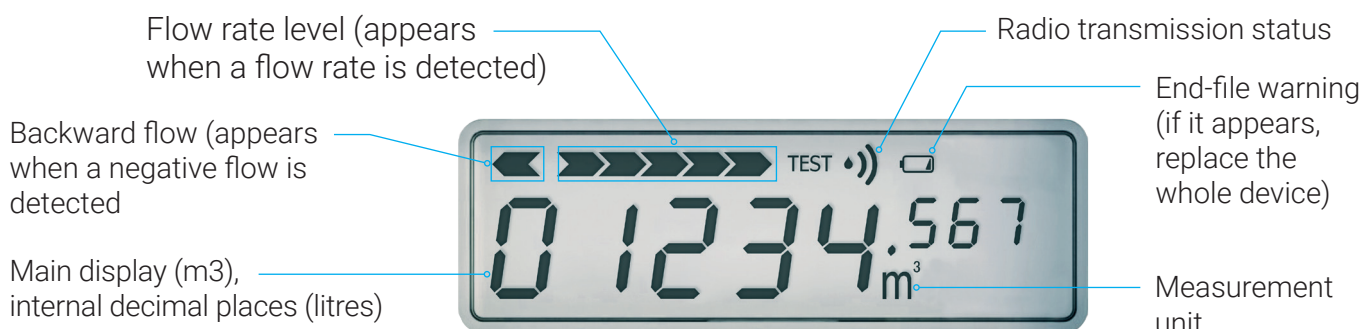 Flow rate level (appears
when a flow rate is detected)
Radio transmission status
End-file warning
(if it appears,
replace the
whole device)
Backward flow (appears
when a negative flow is
detected
TEST
01234.567
m³
Main display (m3),
internal decimal places (litres)
Measurement
unit